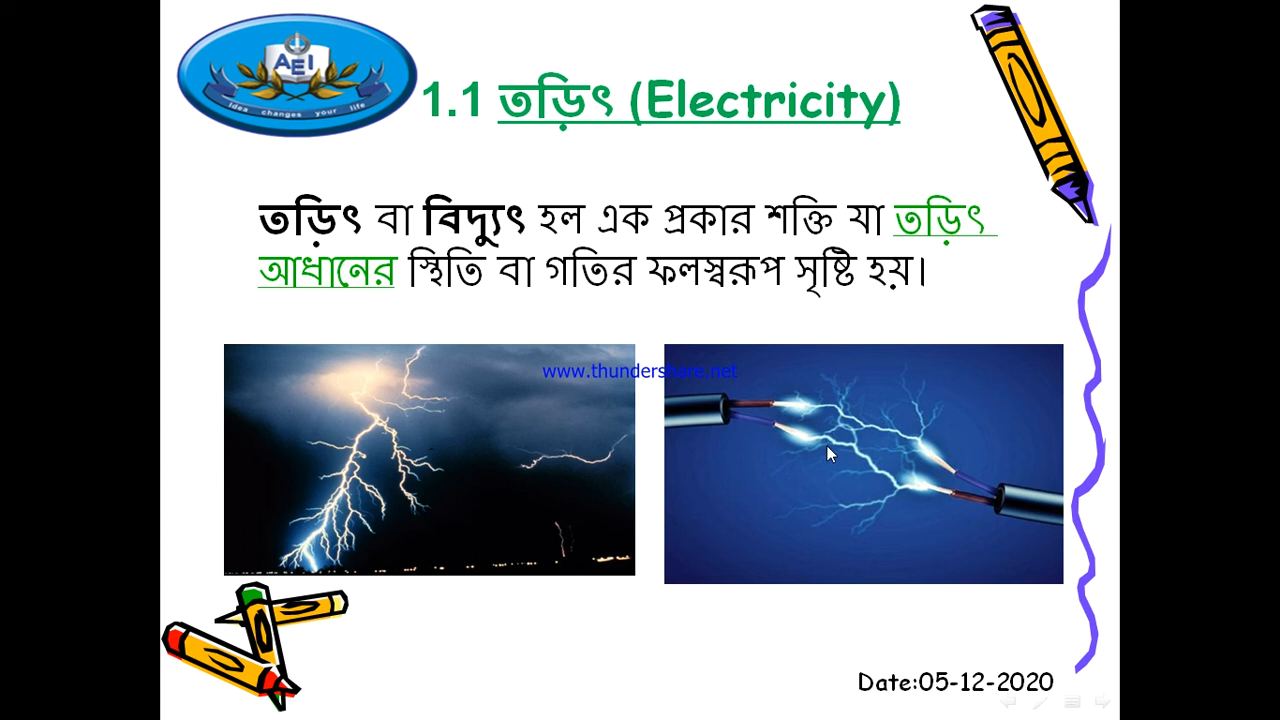 AEI
Idea changes your life
1.1 তড়িৎ (Electricity)
তড়িৎ বা বিদ্যুৎ হল এক প্রকার শক্তি যা তড়িৎ
আধানের স্থিতি বা গতির ফলস্বরূপ সৃষ্টি হয়।
www.thundershare.net
Date:05-12-2020